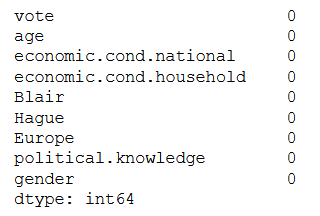 vote 0
age 0
economic.cond.national 0
economic.cond.household 0
Blair 0
Hague 0
Europe 0
political.knowledge 0
gender 0
dtype: int64